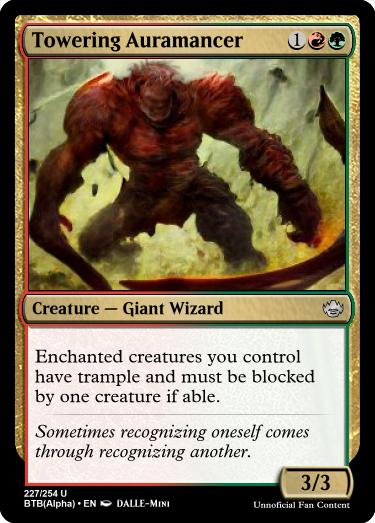 Towering Auramancer 1
Creature — Giant Wizard
Enchanted creatures you control
have trample and must be blocked
by one creature if able.
Sometimes recognizing oneself comes
through recognizing another.
3/3
227/254 U
BTB(Alpha) • EN DALLE-Mini
Unofficial Fan Content